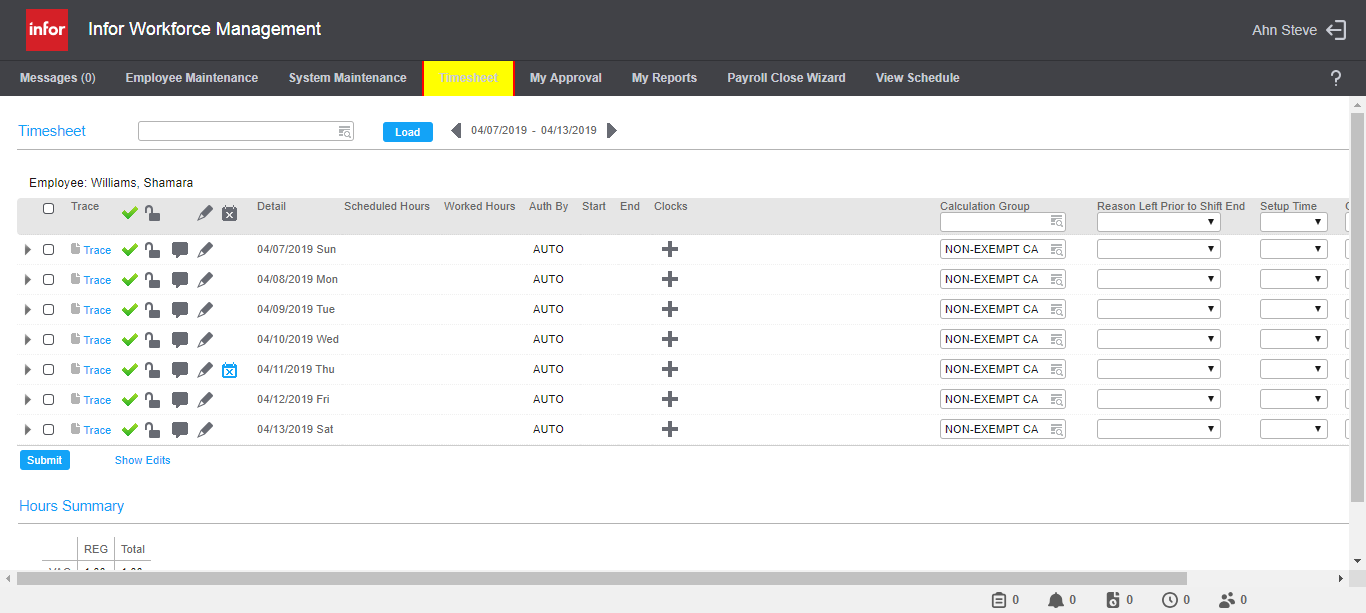 infor Infor Workforce Management Ahn Steve
Messages (0) Employee Maintenance System Maintenance Timesheet My Approval My Reports Payroll Close Wizard View Schedule ?
Timesheet Load 04/07/2019 - 04/13/2019
Employee: Williams, Shamara
Trace Detail Scheduled Hours Worked Hours Auth By Start End Clocks Calculation Group Reason Left Prior to Shift End Setup Time
Trace 04/07/2019 Sun AUTO NON-EXEMPT CA
Trace 04/08/2019 Mon AUTO NON-EXEMPT CA
Trace 04/09/2019 Tue AUTO NON-EXEMPT CA
Trace 04/10/2019 Wed AUTO NON-EXEMPT CA
Trace 04/11/2019 Thu AUTO NON-EXEMPT CA
Trace 04/12/2019 Fri AUTO NON-EXEMPT CA
Trace 04/13/2019 Sat AUTO NON-EXEMPT CA
Submit Show Edits
Hours Summary
REG Total
0 0 0 0 0